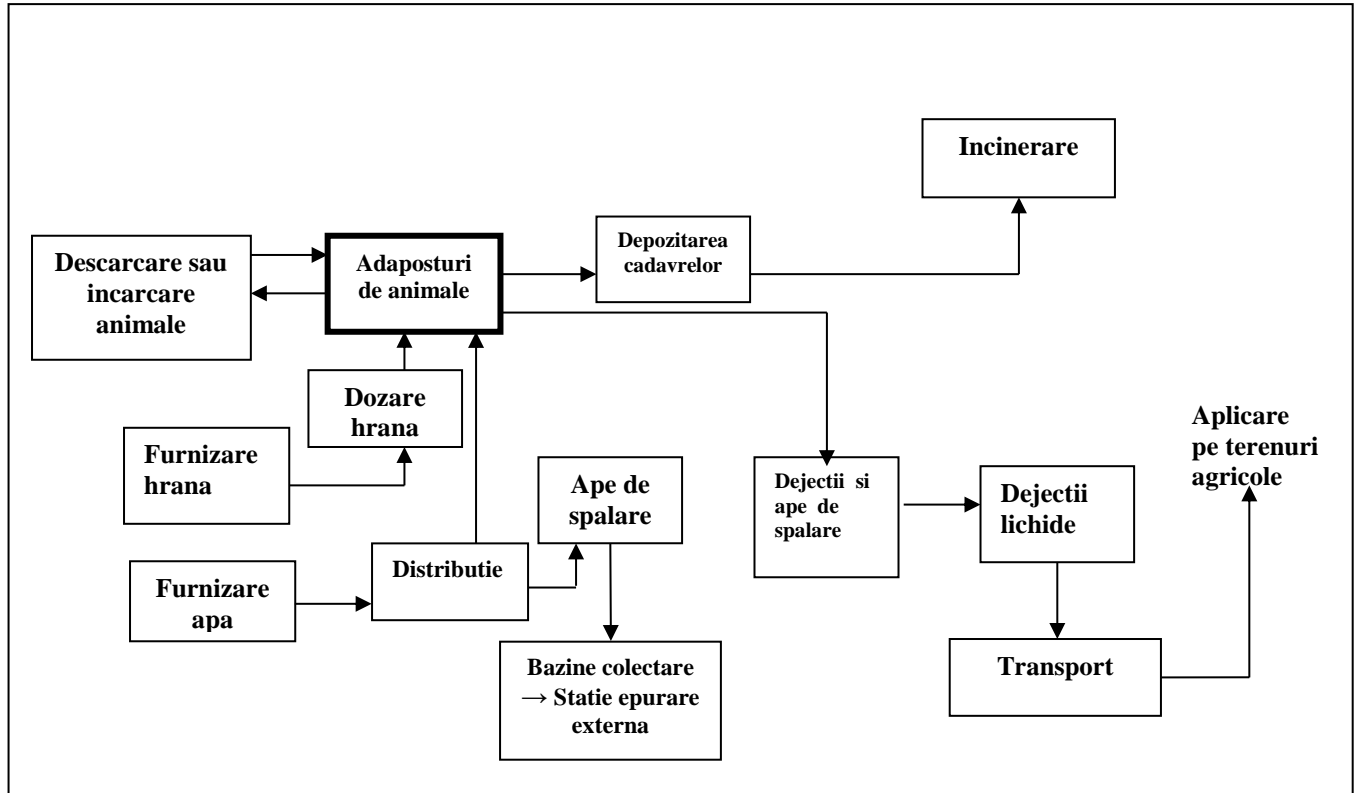 Incinerare
Descarcare sau
incarcare
animale
Adaposturi
de animale
Depozitarea
cadavrelor
Dozare
hrana
Furnizare
hrana
Aplicare
pe terenuri
agricole
Ape de
spalare
Dejectii si
ape de
spalare
Dejectii
lichide
Distributie
Furnizare
apa
Bazine colectare
→ Statie epurare
externa
Transport